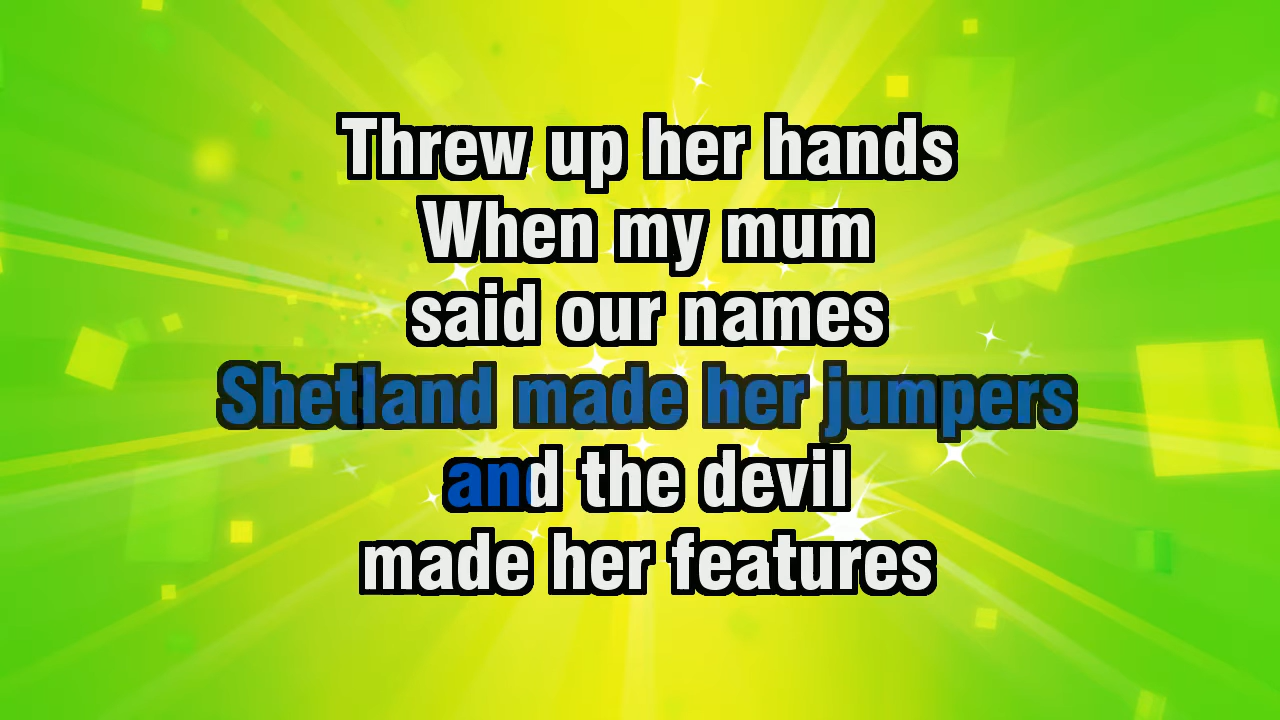 Threw up her hands
When my mum
said our names
Shetland made her jumpers
and the devil
made her features